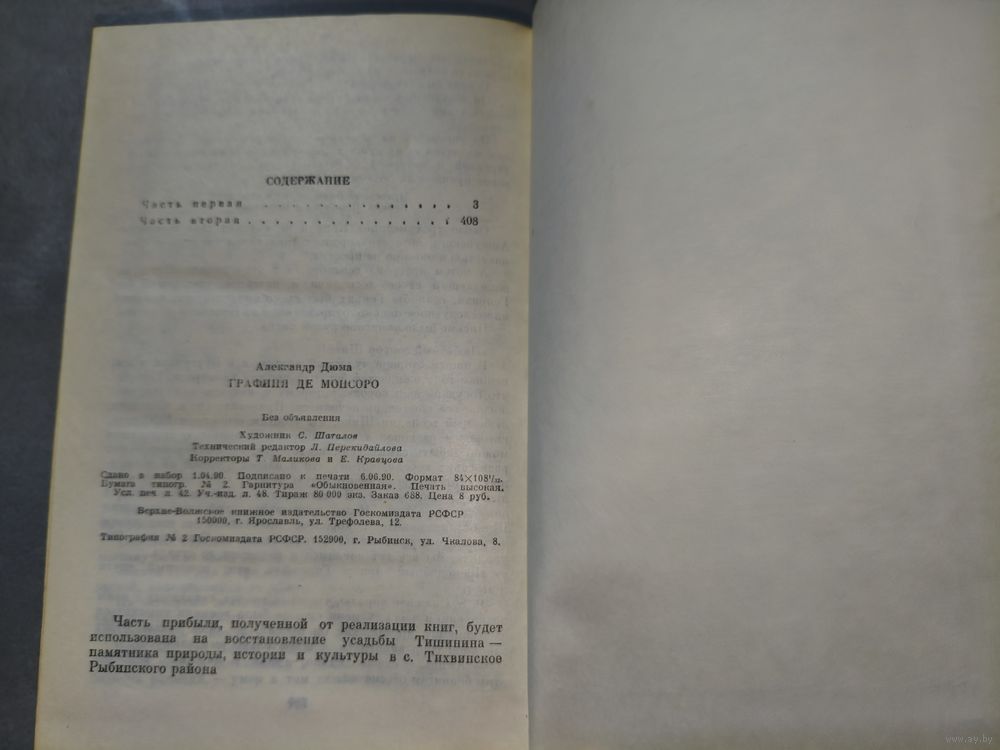 СОДЕРЖАНИЕ
Часть первая . . . . . . . . . . . . . . 3
Часть вторая . . . . . . . . . . . . . . . 408
Александр Дюма
ГРАФИНЯ ДЕ МОНСОРО
Без объявления
Художник С. Шаталов
Технический редактор Л. Перекидайлова
Корректоры Т. Маликова и Е. Кравцова
Сдано в набор 1.04.90. Подписано к печати 6.06.90. Формат 84×108¹/₃₂.
Бумага типогр. № 2. Гарнитура «Обыкновенная». Печать высокая.
Усл. печ. л. 42. Уч.-изд. л. 48. Тираж 80 000 экз. Заказ 688. Цена 8 руб.
Верхне-Волжское книжное издательство Госкомиздата РСФСР
150000, г. Ярославль, ул. Трефолева, 12.
Типография № 2 Госкомиздата РСФСР. 152900, г. Рыбинск, ул. Чкалова, 8.
Часть прибыли, полученной от реализации книг, будет
использована на восстановление усадьбы Тишинина —
памятника природы, истории и культуры в с. Тихвинское
Рыбинского района
www.ay.by